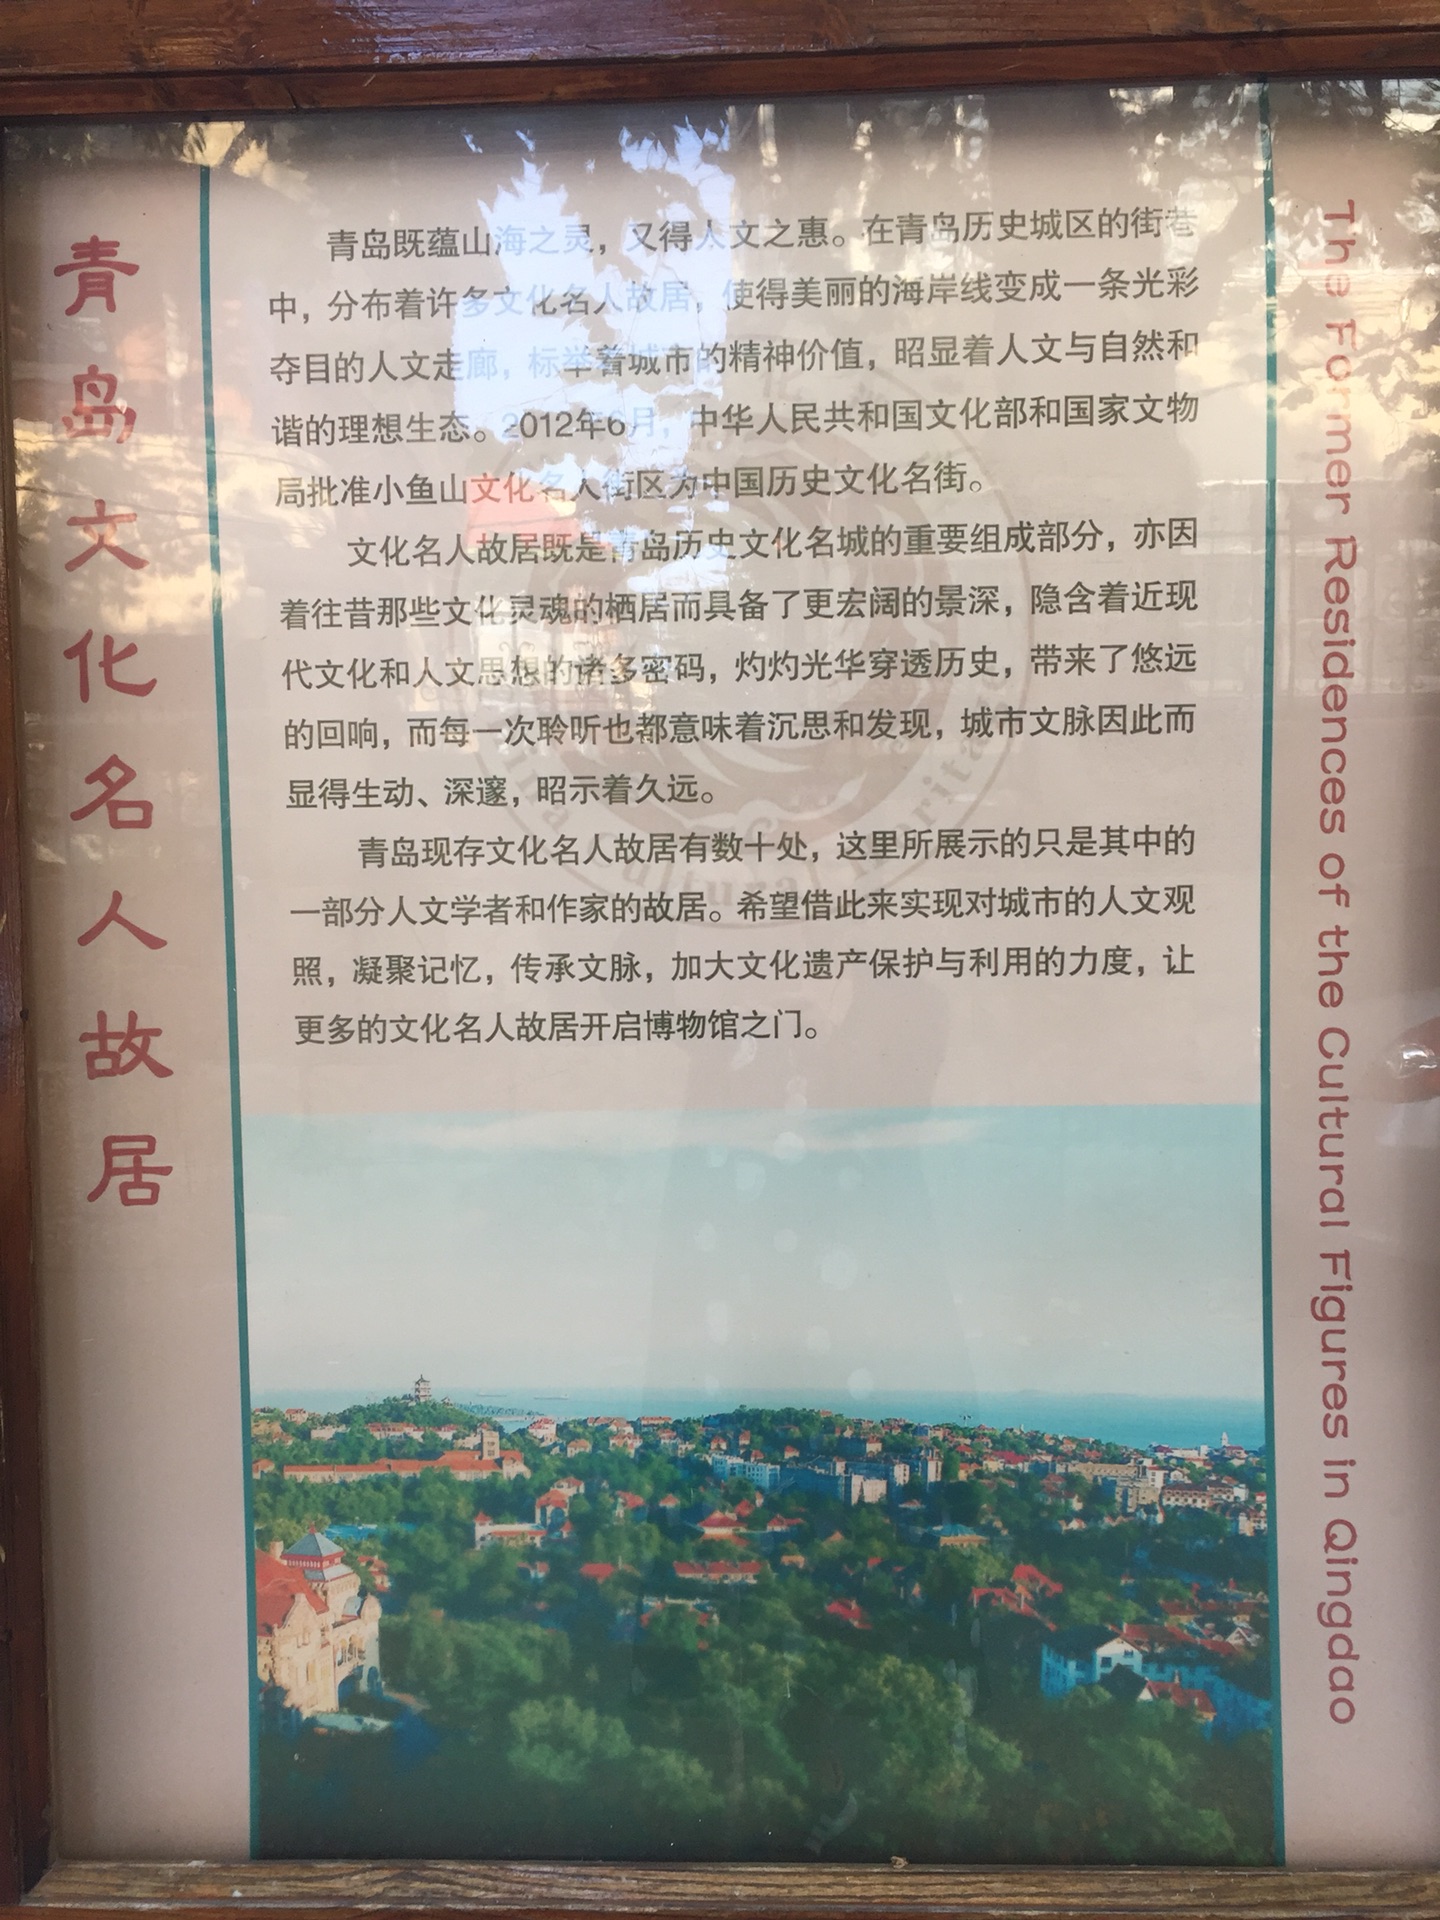 青岛文化名人故居
青岛既蕴山海之灵，又得人文之惠。在青岛历史城区的街巷
中，分布着许多文化名人故居，使得美丽的海岸线变成一条光彩
夺目的人文走廊，标举着城市的精神价值，昭显着人文与自然和
谐的理想生态。2012年6月，中华人民共和国文化部和国家文物
局批准小鱼山文化名人街区为中国历史文化名街。
文化名人故居既是青岛历史文化名城的重要组成部分，亦因
着往昔那些文化灵魂的栖居而具备了更宏阔的景深，隐含着近现
代文化和人文思想的诸多密码，灼灼光华穿透历史，带来了悠远
的回响，而每一次聆听也都意味着沉思和发现，城市文脉因此而
显得生动、深邃，昭示着久远。
青岛现存文化名人故居有数十处，这里所展示的只是其中的
一部分人文学者和作家的故居。希望借此来实现对城市的人文观
照，凝聚记忆，传承文脉，加大文化遗产保护与利用的力度，让
更多的文化名人故居开启博物馆之门。
The Former Residences of the Cultural Figures in Qingdao